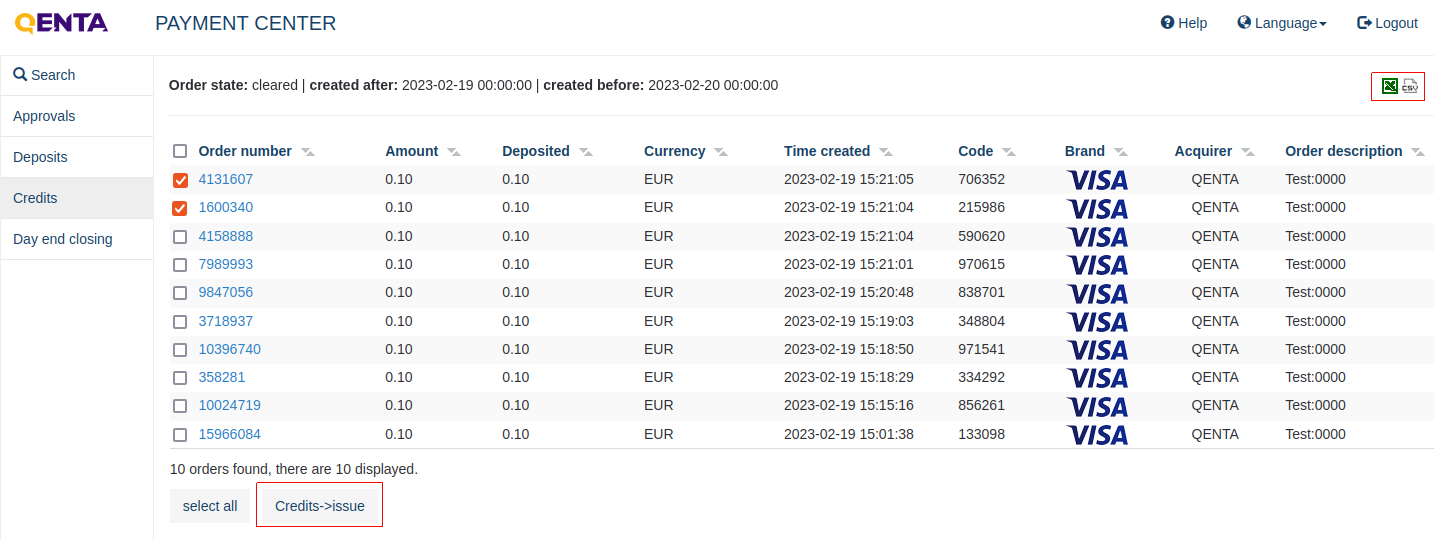 QENTA PAYMENT CENTER Help Language Logout
Search
Approvals
Deposits
Credits
Day end closing
Order state: cleared | created after: 2023-02-19 00:00:00 | created before: 2023-02-20 00:00:00 CSV
Order number Amount Deposited Currency Time created Code Brand Acquirer Order description
4131607 0.10 0.10 EUR 2023-02-19 15:21:05 706352 VISA QENTA Test:0000
1600340 0.10 0.10 EUR 2023-02-19 15:21:04 215986 VISA QENTA Test:0000
4158888 0.10 0.10 EUR 2023-02-19 15:21:04 590620 VISA QENTA Test:0000
7989993 0.10 0.10 EUR 2023-02-19 15:21:01 970615 VISA QENTA Test:0000
9847056 0.10 0.10 EUR 2023-02-19 15:20:48 838701 VISA QENTA Test:0000
3718937 0.10 0.10 EUR 2023-02-19 15:19:03 348804 VISA QENTA Test:0000
10396740 0.10 0.10 EUR 2023-02-19 15:18:50 971541 VISA QENTA Test:0000
358281 0.10 0.10 EUR 2023-02-19 15:18:29 334292 VISA QENTA Test:0000
10024719 0.10 0.10 EUR 2023-02-19 15:15:16 856261 VISA QENTA Test:0000
15966084 0.10 0.10 EUR 2023-02-19 15:01:38 133098 VISA QENTA Test:0000
10 orders found, there are 10 displayed.
select all Credits->issue